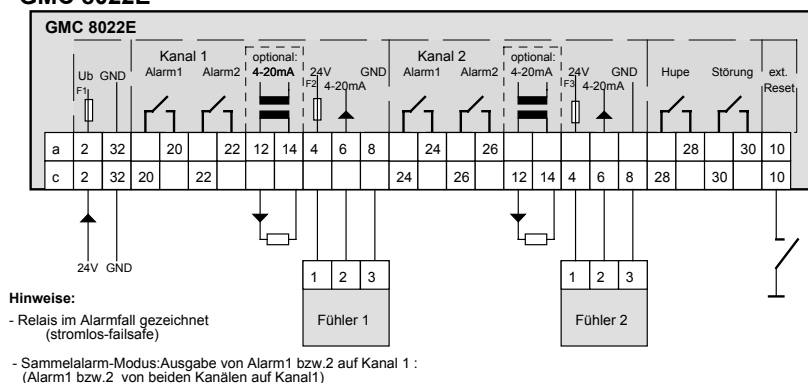 GMC 8022E
GMC 8022E
Kanal 1
Kanal 2
optional:
optional:
Ub GND Alarm1 Alarm2 4-20mA 24V GND Alarm1 Alarm2 4-20mA 24V GND Hupe Störung ext.
F1 F2 4-20mA F3 4-20mA Reset
a 2 32 20 22 12 14 4 6 8 24 26 28 30 10
c 2 32 20 22 24 26 12 14 4 6 8 28 30 10
24V GND
1 2 3
1 2 3
Fühler 1
Fühler 2
Hinweise:
- Relais im Alarmfall gezeichnet
(stromlos-failsafe)
- Sammelalarm-Modus:Ausgabe von Alarm1 bzw.2 auf Kanal 1 :
(Alarm1 bzw.2 von beiden Kanälen auf Kanal1)